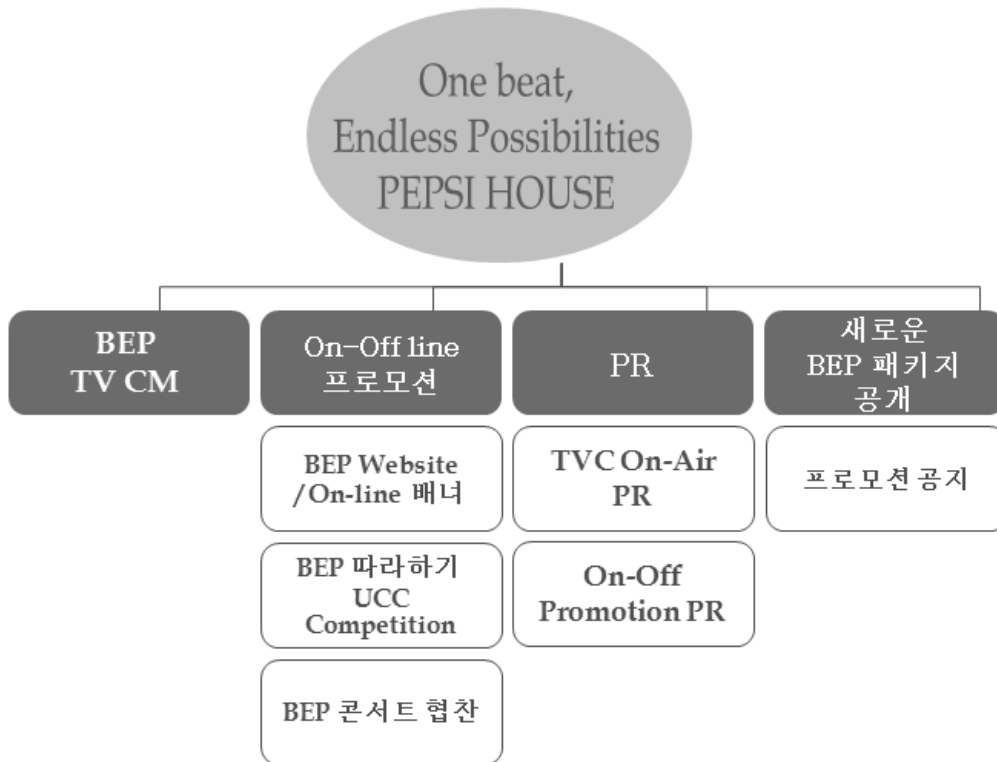 One beat,
Endless Possibilities
PEPSI HOUSE
BEP
TV CM
On-Off line
프로모션
BEP Website
/On-line 배너
BEP 따라하기
UCC
Competition
BEP 콘서트 협찬
PR
TVC On-Air
PR
On-Off
Promotion PR
새로운
BEP 패키지
공개
프로모션 공지